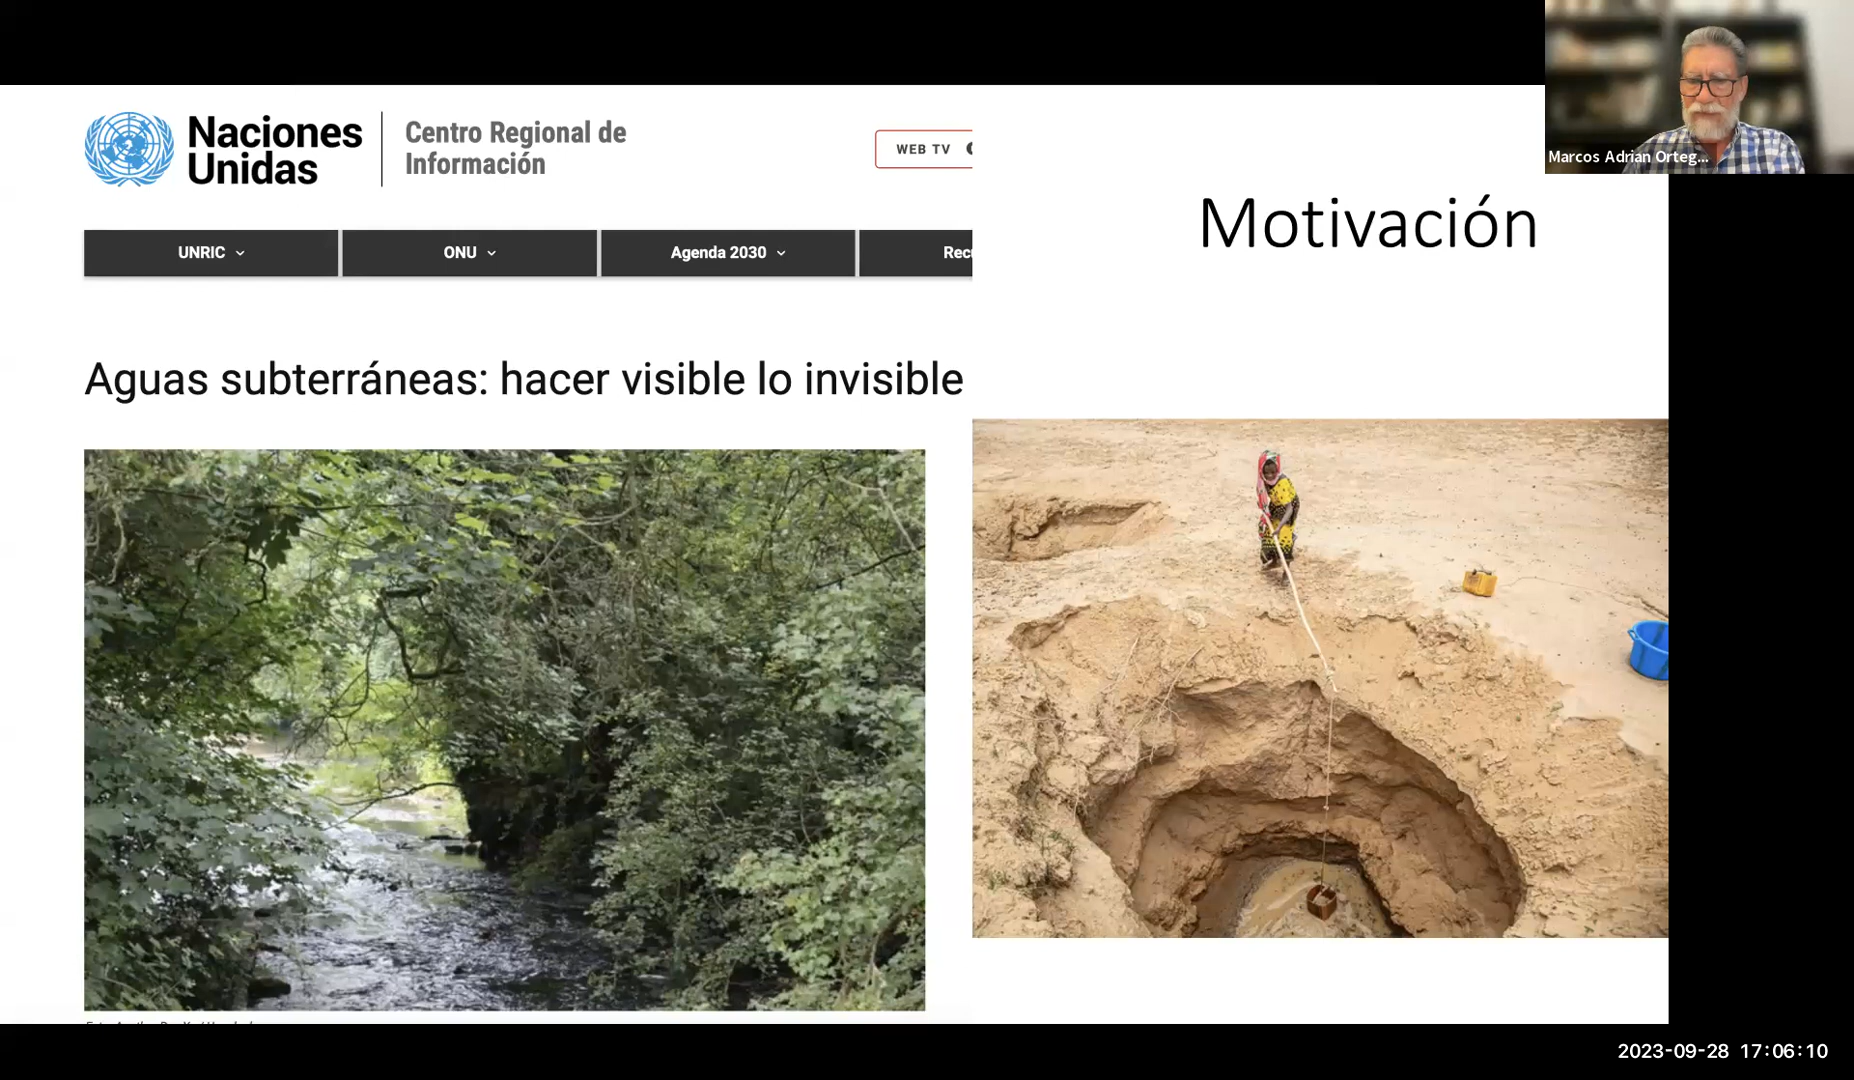 Naciones
Unidas
Centro Regional de
Información
WEB TV
Marcos Adrian Orteg...
Motivación
UNRIC
ONU
Agenda 2030
Aguas subterráneas: hacer visible lo invisible
2023-09-28 17:06:10